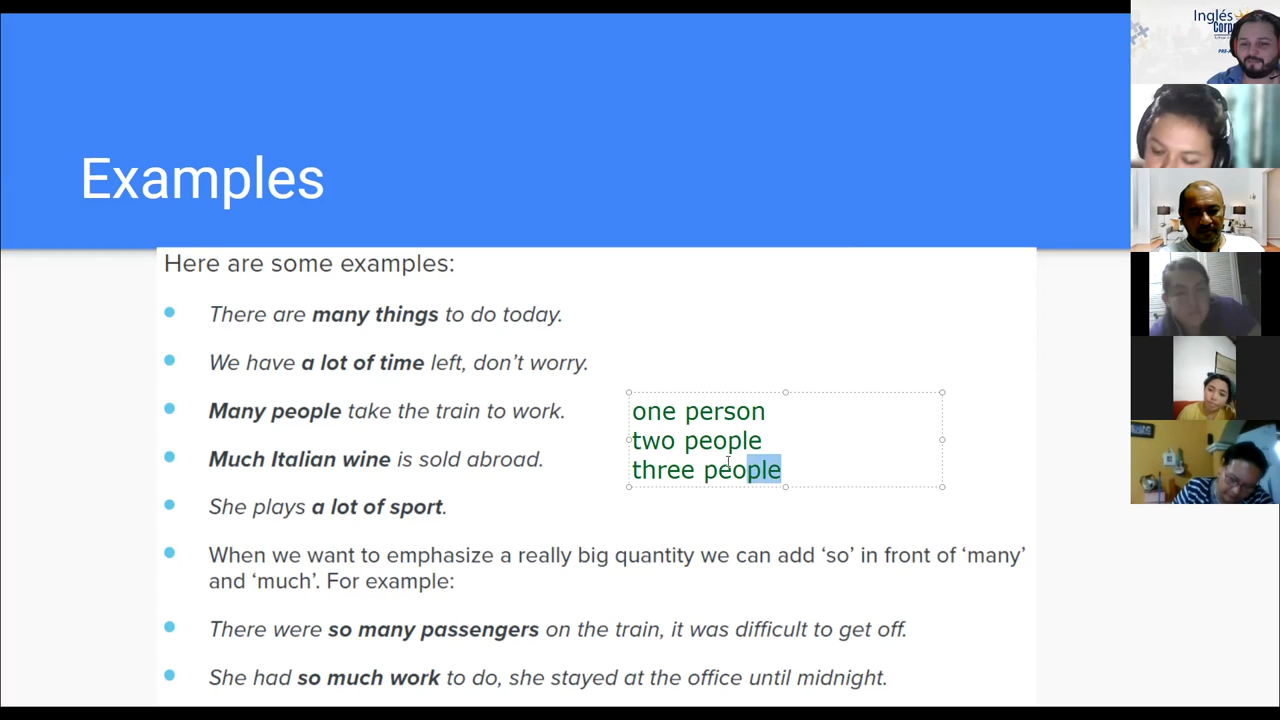 Examples
Here are some examples:
There are many things to do today.
We have a lot of time left, don't worry.
Many people take the train to work.
Much Italian wine is sold abroad.
She plays a lot of sport.
When we want to emphasize a really big quantity we can add ‘so’ in front of ‘many’
and ‘much’. For example:
There were so many passengers on the train, it was difficult to get off.
She had so much work to do, she stayed at the office until midnight.
one person
two people
three people
Inglés